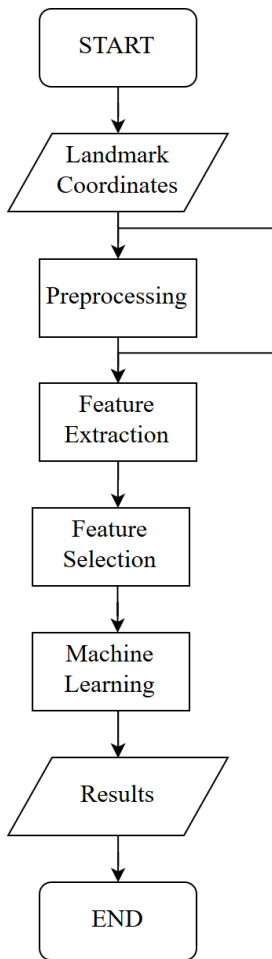 START
Landmark
Coordinates
Preprocessing
Feature
Extraction
Feature
Selection
Machine
Learning
Results
END